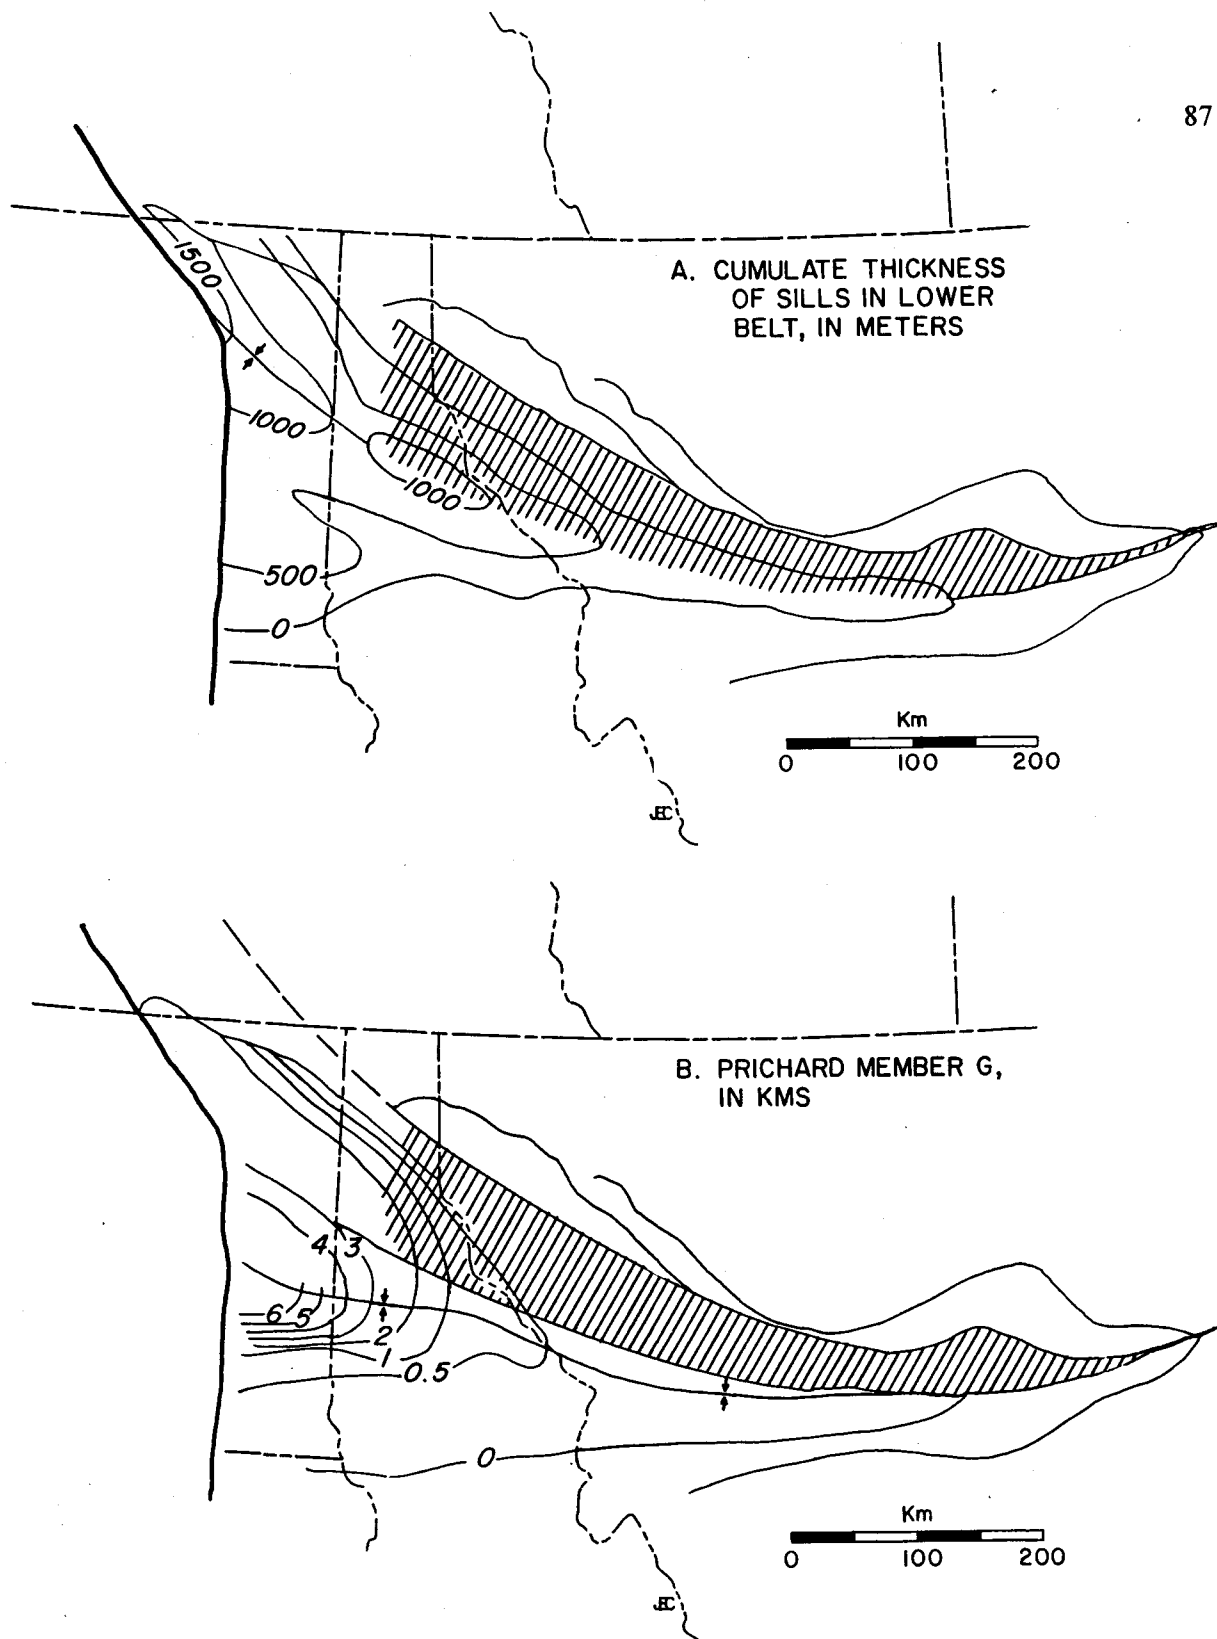 87
A. CUMULATE THICKNESS
OF SILLS IN LOWER
BELT, IN METERS
1500
1000
1000
500
0
Km
0 100 200
JEC
B. PRICHARD MEMBER G,
IN KMS
4 3
6 5
2
1
0.5
0
Km
0 100 200
JEC